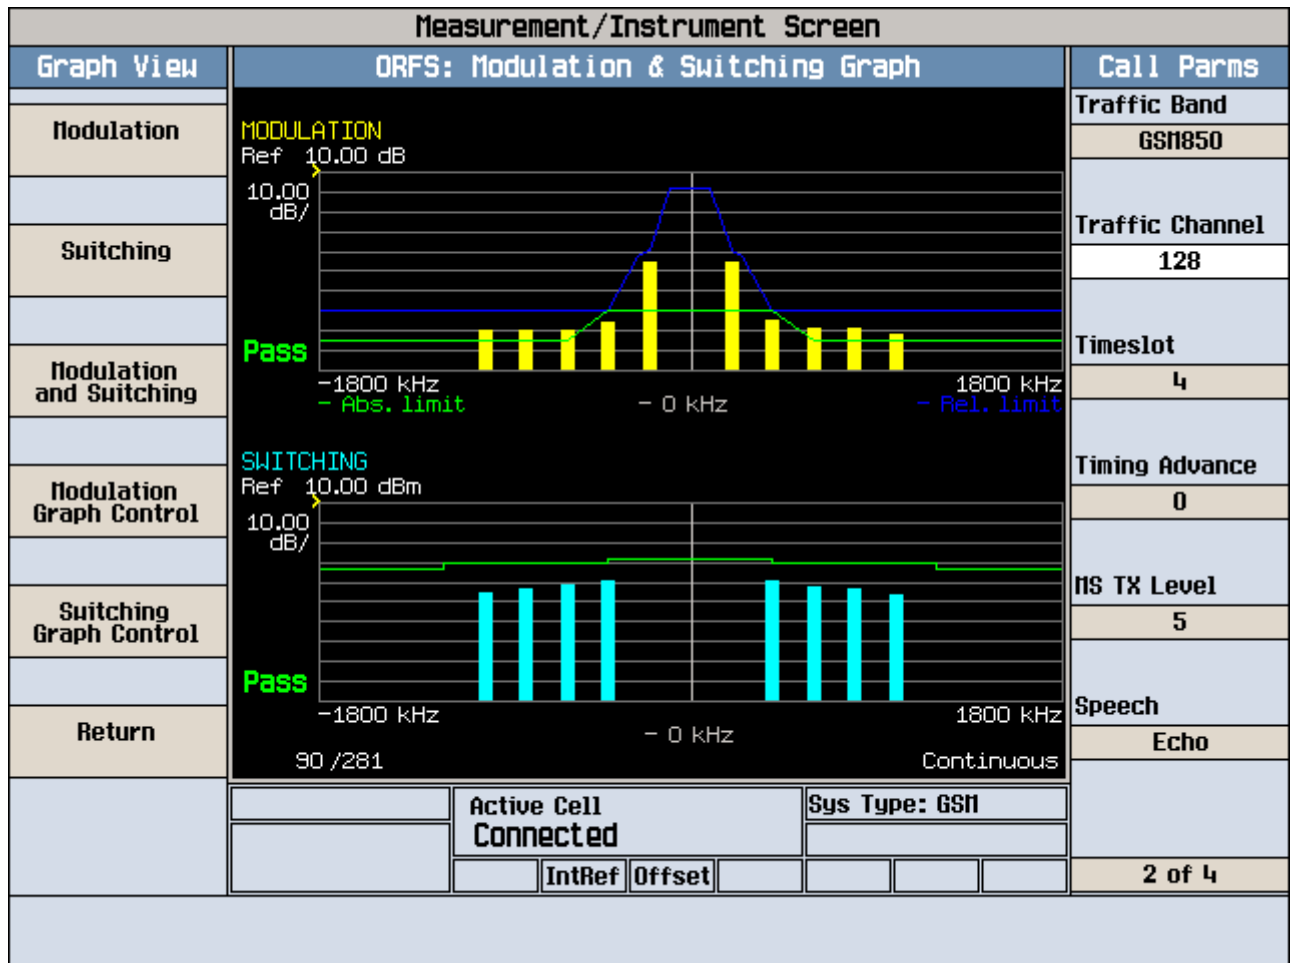 Measurement/Instrument Screen
Graph View
ORFS: Modulation & Switching Graph
Call Parms
Modulation
Switching
Modulation
and Switching
Modulation
Graph Control
Switching
Graph Control
Return
MODULATION
Ref 10.00 dB
10.00
dB/
Pass
-1800 kHz
1800 kHz
- Abs. limit
- 0 kHz
- Rel. limit
SWITCHING
Ref 10.00 dBm
10.00
dB/
Pass
-1800 kHz
1800 kHz
- 0 kHz
90 /281
Continuous
Traffic Band
GSM850
Traffic Channel
128
Timeslot
4
Timing Advance
0
MS TX Level
5
Speech
Echo
2 of 4
Active Cell
Connected
Sys Type: GSM
IntRef
Offset